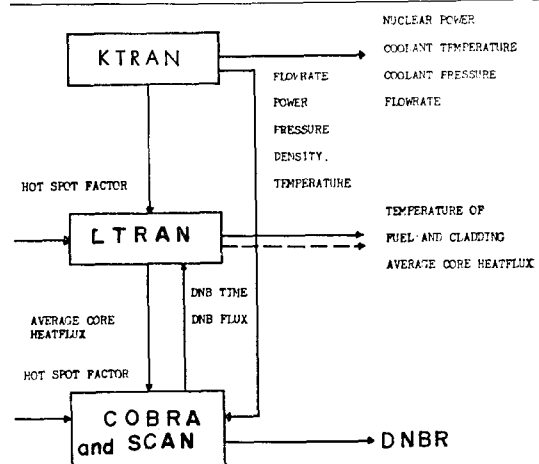 NUCLEAR POWER
COOLANT TEMPERATURE
COOLANT PRESSURE
FLOWRATE
KTRAN
FLOWRATE
POWER
PRESSURE
DENSITY,
TEMPERATURE
HOT SPOT FACTOR
LTRAN
TEMPERATURE OF
FUEL AND CLADDING
AVERAGE CORE HEATFLUX
DNB TIME
DNB FLUX
AVERAGE CORE
HEATFLUX
HOT SPOT FACTOR
COBRA
and SCAN
DNBR